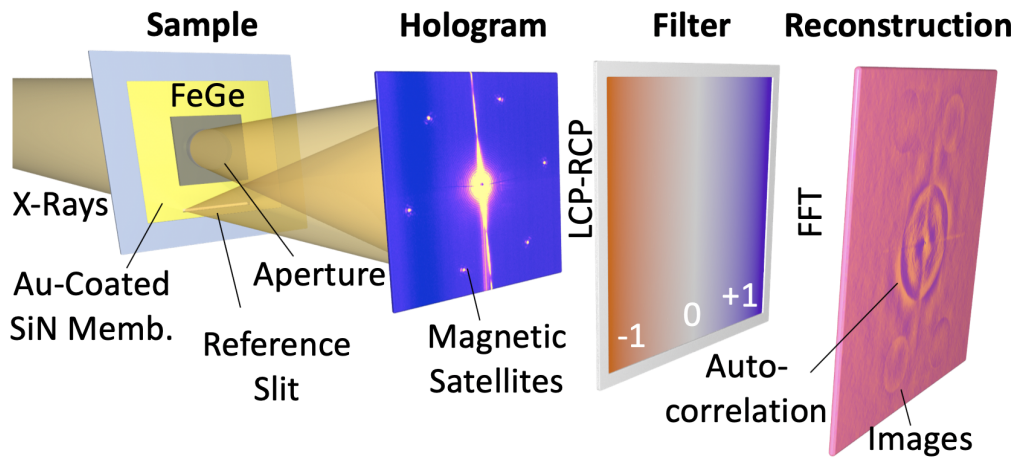 Sample
Hologram
Filter
Reconstruction
FeGe
X-Rays
Aperture
Au-Coated
SiN Memb.
Reference
Slit
Magnetic
Satellites
LCP-RCP
-1
0
+1
FFT
Auto-
correlation
Images